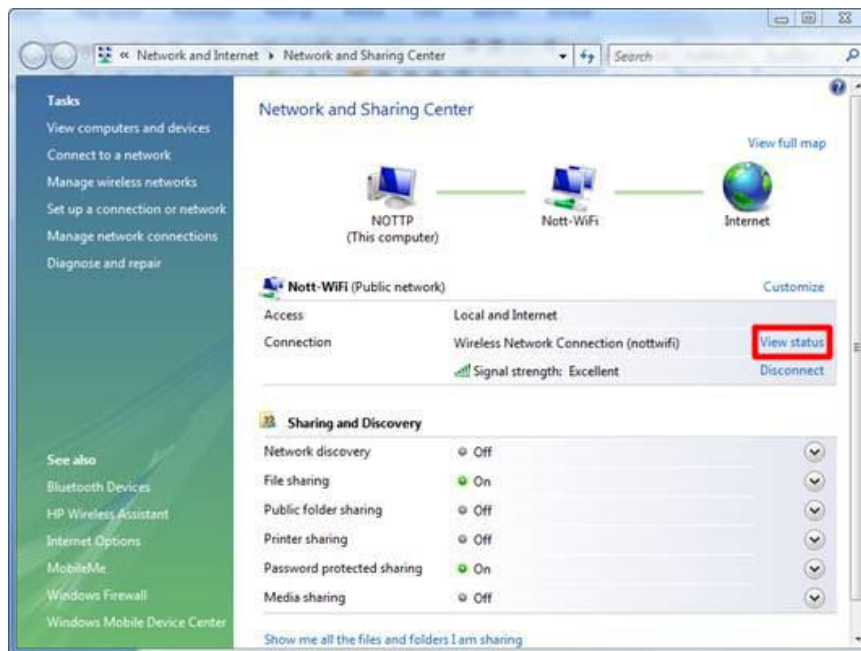 « Network and Internet ▸ Network and Sharing Center
Search
Tasks
View computers and devices
Connect to a network
Manage wireless networks
Set up a connection or network
Manage network connections
Diagnose and repair
See also
Bluetooth Devices
HP Wireless Assistant
Internet Options
MobileMe
Windows Firewall
Windows Mobile Device Center
Network and Sharing Center
View full map
NOTTP
(This computer)
Nott-WiFi
Internet
Nott-WiFi (Public network) Customize
Access Local and Internet
Connection Wireless Network Connection (nottwifi) View status
Signal strength: Excellent Disconnect
Sharing and Discovery
Network discovery Off
File sharing On
Public folder sharing Off
Printer sharing Off
Password protected sharing On
Media sharing Off
Show me all the files and folders I am sharing